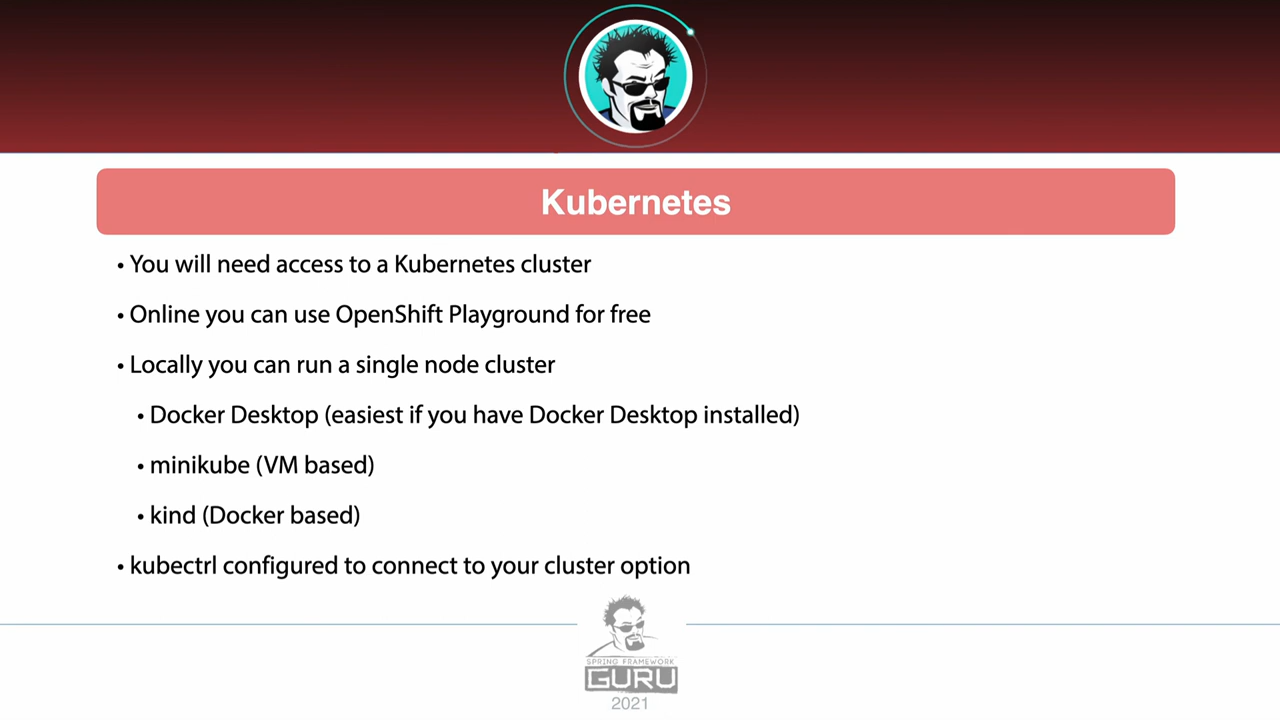 Kubernetes
• You will need access to a Kubernetes cluster
• Online you can use OpenShift Playground for free
• Locally you can run a single node cluster
• Docker Desktop (easiest if you have Docker Desktop installed)
• minikube (VM based)
• kind (Docker based)
• kubectrl configured to connect to your cluster option
SPRING FRAMEWORK
GURU
2021